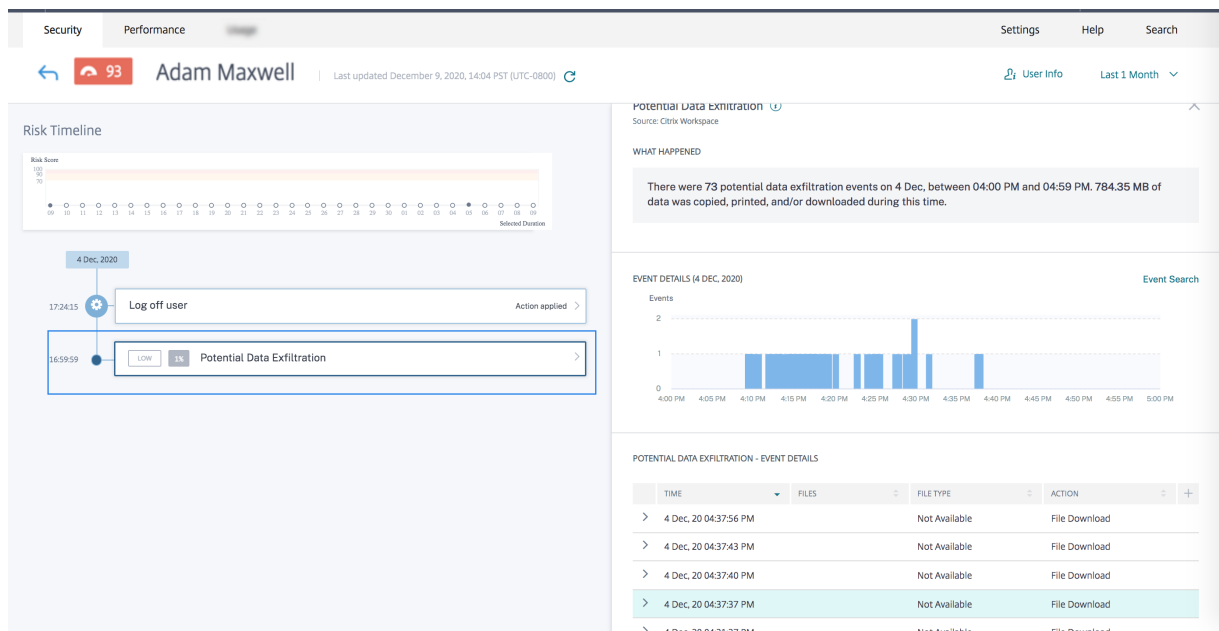 Security Performance Settings Help Search
93 Adam Maxwell Last updated December 9, 2020, 14:04 PST (UTC-0800) User Info Last 1 Month
Risk Timeline
Risk Score
100
90
70
09 10 11 12 13 14 15 16 17 18 19 20 21 22 23 24 25 26 27 28 29 30 01 02 03 04 05 06 07 08 09
Selected Duration
4 Dec, 2020
17:24:15 Log off user Action applied
16:59:59 LOW 1% Potential Data Exfiltration
Potential Data Exfiltration
Source: Citrix Workspace
WHAT HAPPENED
There were 73 potential data exfiltration events on 4 Dec, between 04:00 PM and 04:59 PM. 784.35 MB of
data was copied, printed, and/or downloaded during this time.
EVENT DETAILS (4 DEC, 2020) Event Search
Events
2
1
0
4:00 PM 4:05 PM 4:10 PM 4:15 PM 4:20 PM 4:25 PM 4:30 PM 4:35 PM 4:40 PM 4:45 PM 4:50 PM 4:55 PM 5:00 PM
POTENTIAL DATA EXFILTRATION - EVENT DETAILS
TIME FILES FILE TYPE ACTION
4 Dec, 20 04:37:56 PM Not Available File Download
4 Dec, 20 04:37:43 PM Not Available File Download
4 Dec, 20 04:37:40 PM Not Available File Download
4 Dec, 20 04:37:37 PM Not Available File Download